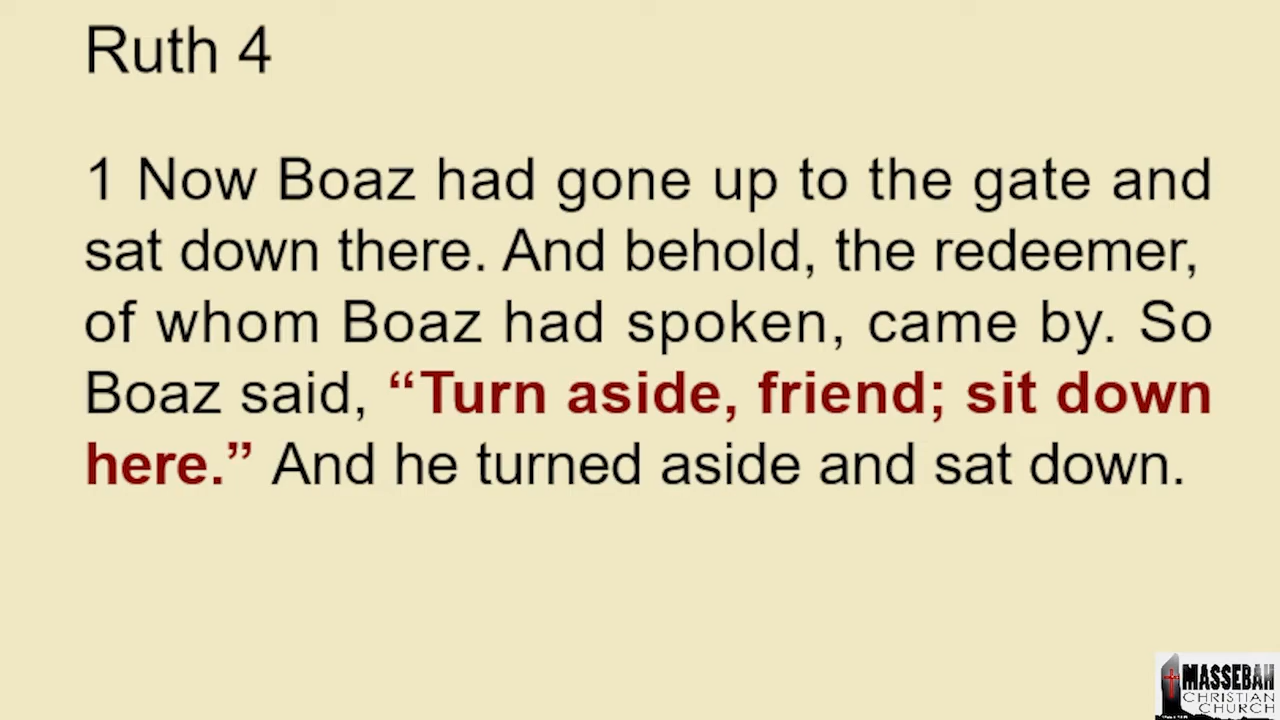 Ruth 4
1 Now Boaz had gone up to the gate and
sat down there. And behold, the redeemer,
of whom Boaz had spoken, came by. So
Boaz said, “Turn aside, friend; sit down
here.” And he turned aside and sat down.
MASSEBAH
CHRISTIAN
CHURCH